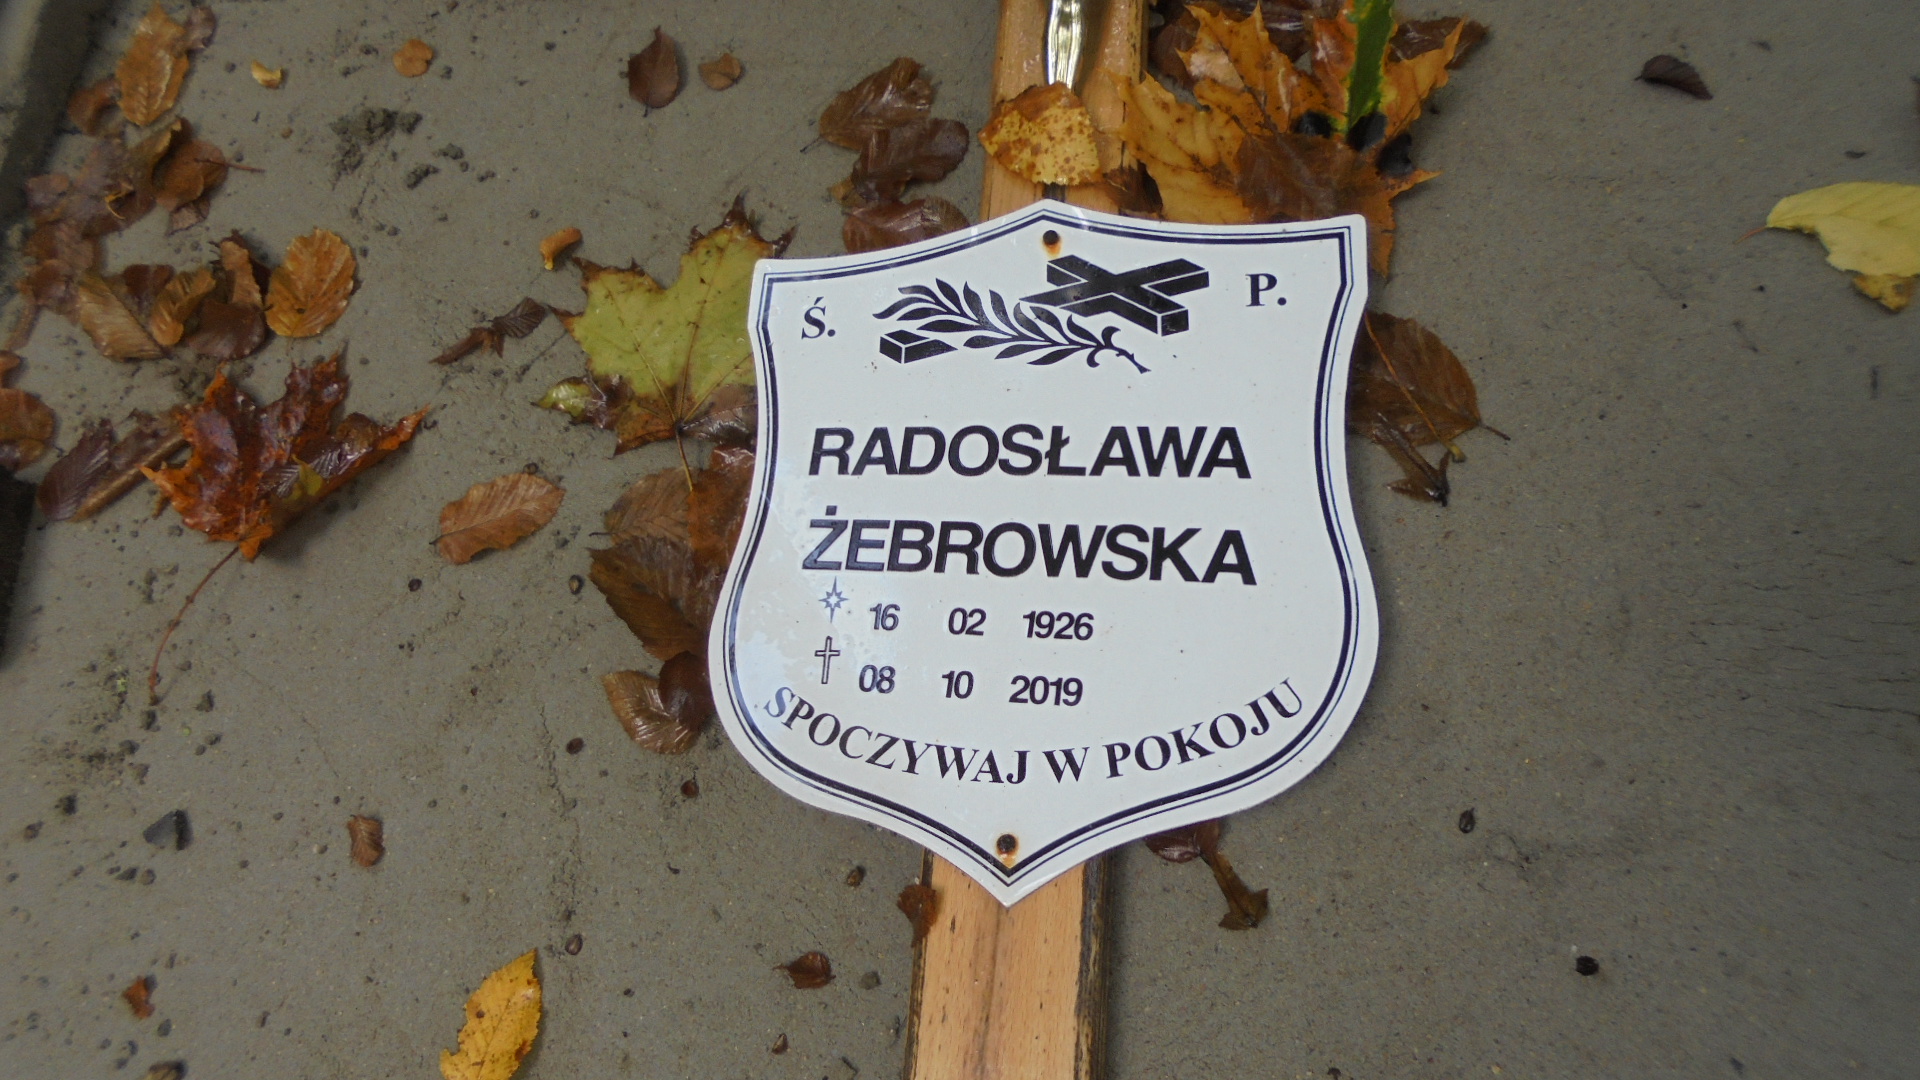 Ś. P.
RADOSŁAWA
ŻEBROWSKA
16 02 1926
08 10 2019
SPOCZYWAJ W POKOJU